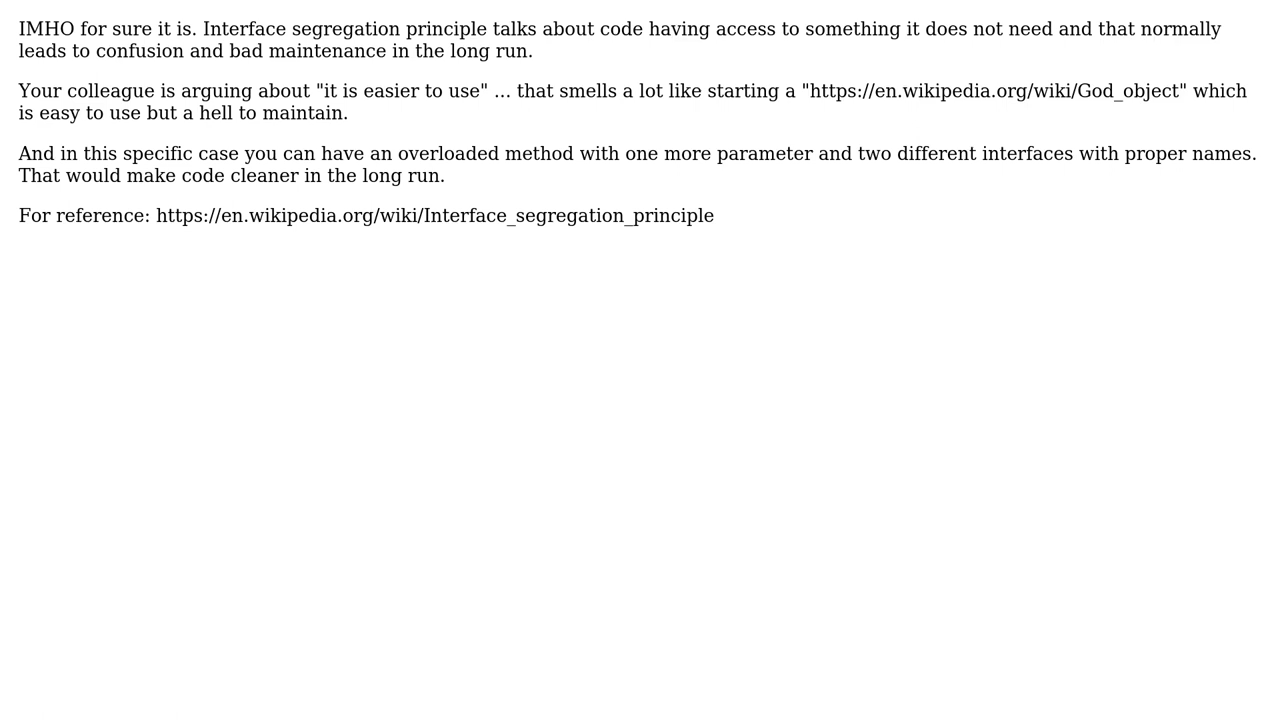 IMHO for sure it is. Interface segregation principle talks about code having access to something it does not need and that normally
leads to confusion and bad maintenance in the long run.
Your colleague is arguing about "it is easier to use" ... that smells a lot like starting a "https://en.wikipedia.org/wiki/God_object" which
is easy to use but a hell to maintain.
And in this specific case you can have an overloaded method with one more parameter and two different interfaces with proper names.
That would make code cleaner in the long run.
For reference: https://en.wikipedia.org/wiki/Interface_segregation_principle